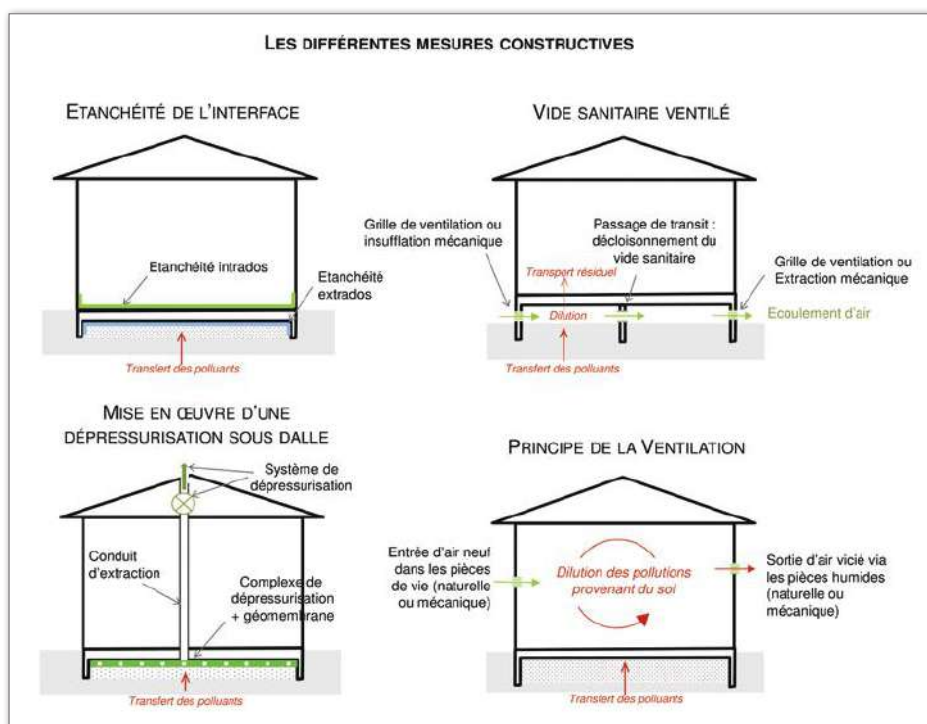 LES DIFFÉRENTES MESURES CONSTRUCTIVES
ETANCHÉITÉ DE L'INTERFACE
Etanchéité intrados
Etanchéité
extrados
Transfert des polluants
VIDE SANITAIRE VENTILÉ
Grille de ventilation ou
insufflation mécanique
Passage de transit :
décloisonnement du
vide sanitaire
Grille de ventilation ou
Extraction mécanique
Transport résiduel
Dilution
Ecoulement d'air
Transfert des polluants
MISE EN ŒUVRE D'UNE
DÉPRESSURISATION SOUS DALLE
Système de
dépressurisation
Conduit
d'extraction
Complexe de
dépressurisation
+ géomembrane
Transfert des polluants
PRINCIPE DE LA VENTILATION
Entrée d'air neuf
dans les pièces
de vie (naturelle
ou mécanique)
Dilution des pollutions
provenant du sol
Sortie d'air vicié via
les pièces humides
(naturelle ou
mécanique)
Transfert des polluants